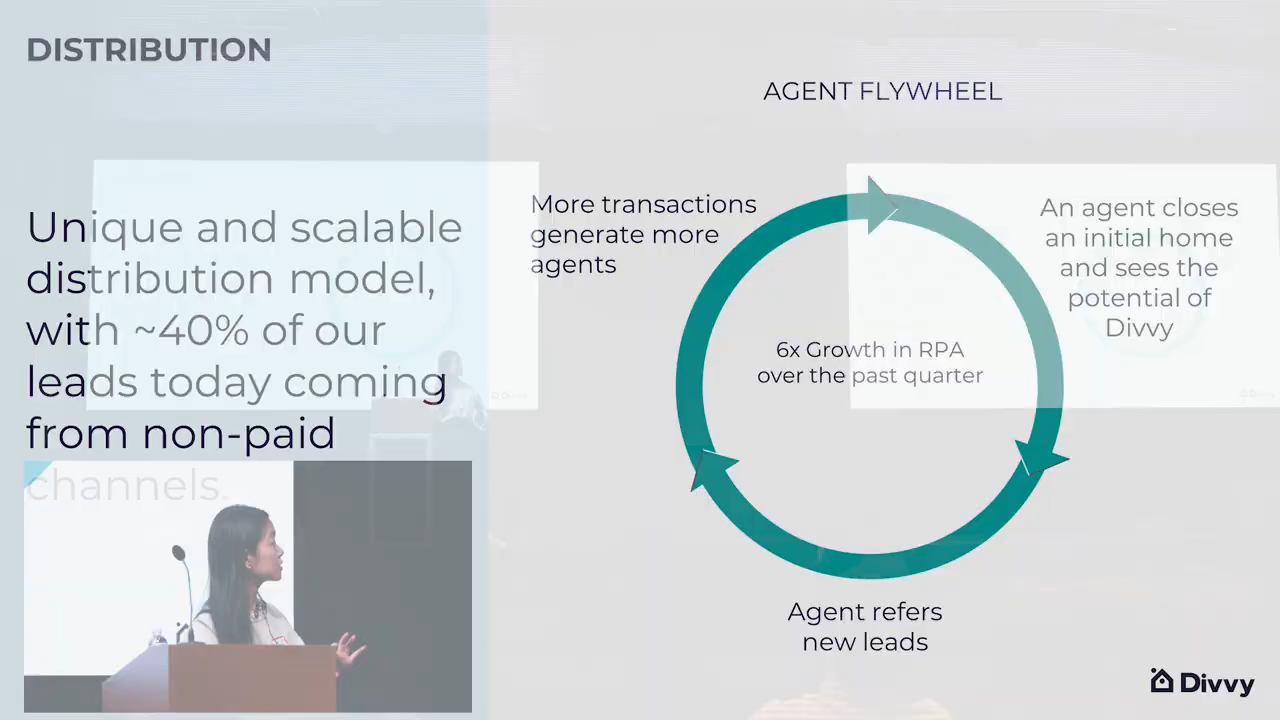 DISTRIBUTION
Unique and scalable
distribution model,
with ~40% of our
leads today coming
from non-paid
channels.
AGENT FLYWHEEL
More transactions
generate more
agents
An agent closes
an initial home
and sees the
potential of
Divvy
6x Growth in RPA
over the past quarter
Agent refers
new leads
Divvy
Divvy
Divvy